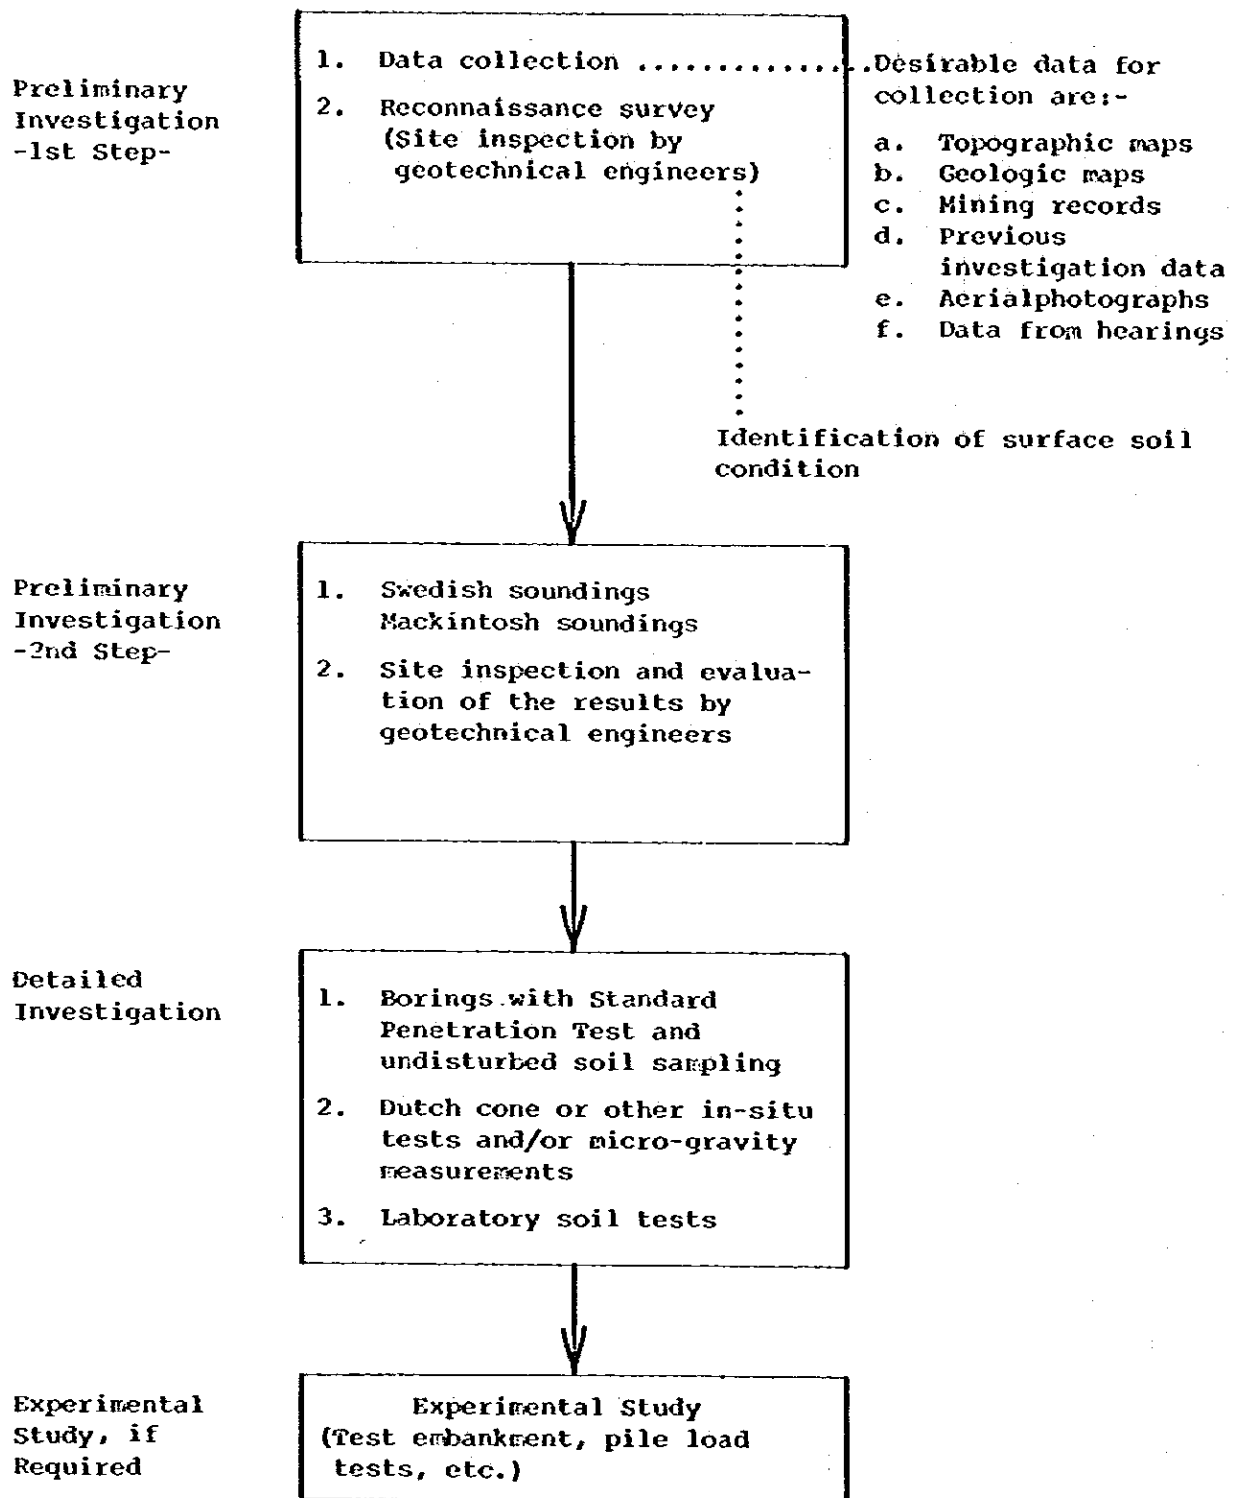 Preliminary
Investigation
-1st Step-
1. Data collection ...............
2. Reconnaissance survey
(Site inspection by
geotechnical engineers)
Desirable data for
collection are:-
a. Topographic maps
b. Geologic maps
c. Mining records
d. Previous
investigation data
e. Aerialphotographs
f. Data from hearings
Identification of surface soil
condition
Preliminary
Investigation
-2nd Step-
1. Swedish soundings
Mackintosh soundings
2. Site inspection and evalua-
tion of the results by
geotechnical engineers
Detailed
Investigation
1. Borings with Standard
Penetration Test and
undisturbed soil sampling
2. Dutch cone or other in-situ
tests and/or micro-gravity
measurements
3. Laboratory soil tests
Experimental
Study, if
Required
Experimental Study
(Test embankment, pile load
tests, etc.)